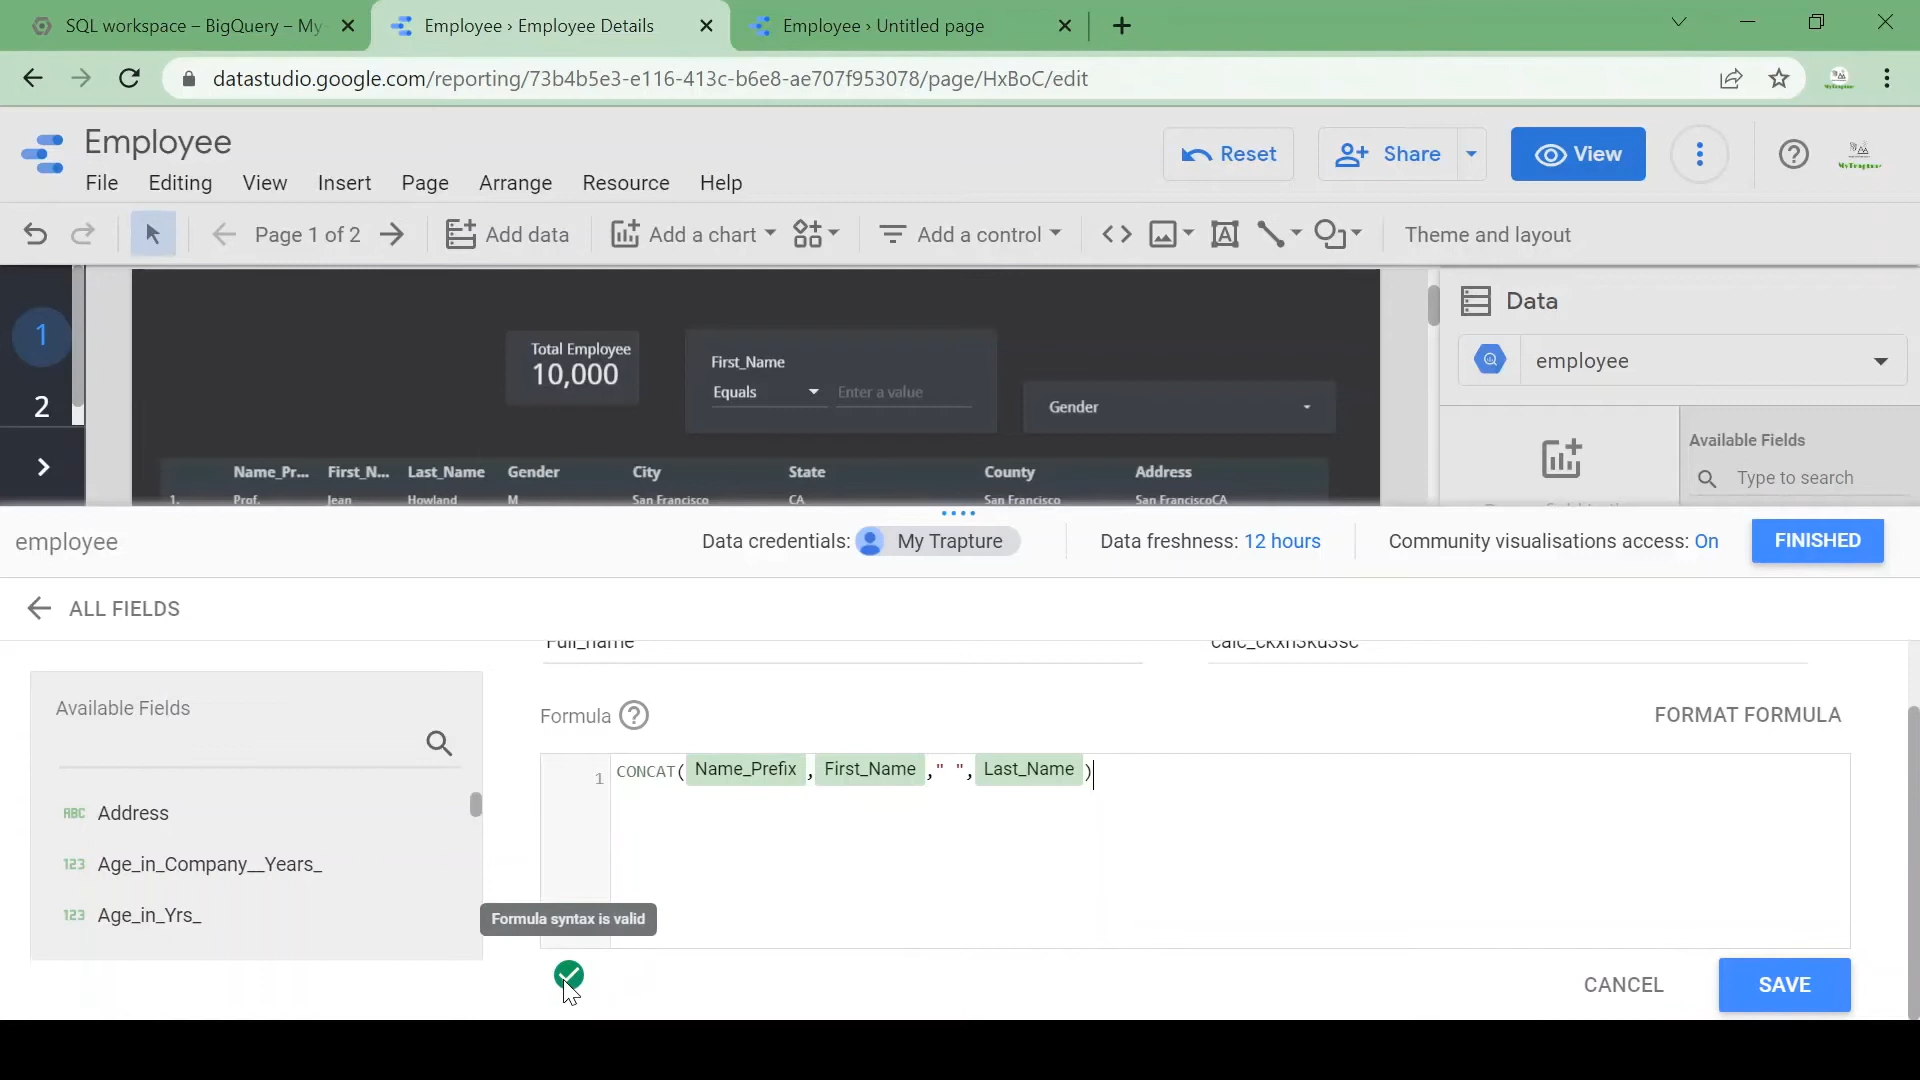 SQL workspace – BigQuery – My
Employee › Employee Details
Employee › Untitled page
datastudio.google.com/reporting/73b4b5e3-e116-413c-b6e8-ae707f953078/page/HxBoC/edit
Employee
Reset
Share
View
File Editing View Insert Page Arrange Resource Help
Page 1 of 2
Add data
Add a chart
Add a control
Theme and layout
1
2
Total Employee
10,000
First_Name
Equals
Enter a value
Gender
Name_Pr... First_N... Last_Name Gender City State County Address
1. Prof. Jean Howland M San Francisco CA San Francisco San FranciscoCA
Data
employee
Available Fields
Type to search
employee
Data credentials: My Trapture
Data freshness: 12 hours
Community visualisations access: On
FINISHED
ALL FIELDS
Full_name
calc_ckxn3ku3sc
Available Fields
ABC Address
123 Age_in_Company__Years_
123 Age_in_Yrs_
Formula
FORMAT FORMULA
1 CONCAT( Name_Prefix , First_Name ," ", Last_Name )
Formula syntax is valid
CANCEL
SAVE